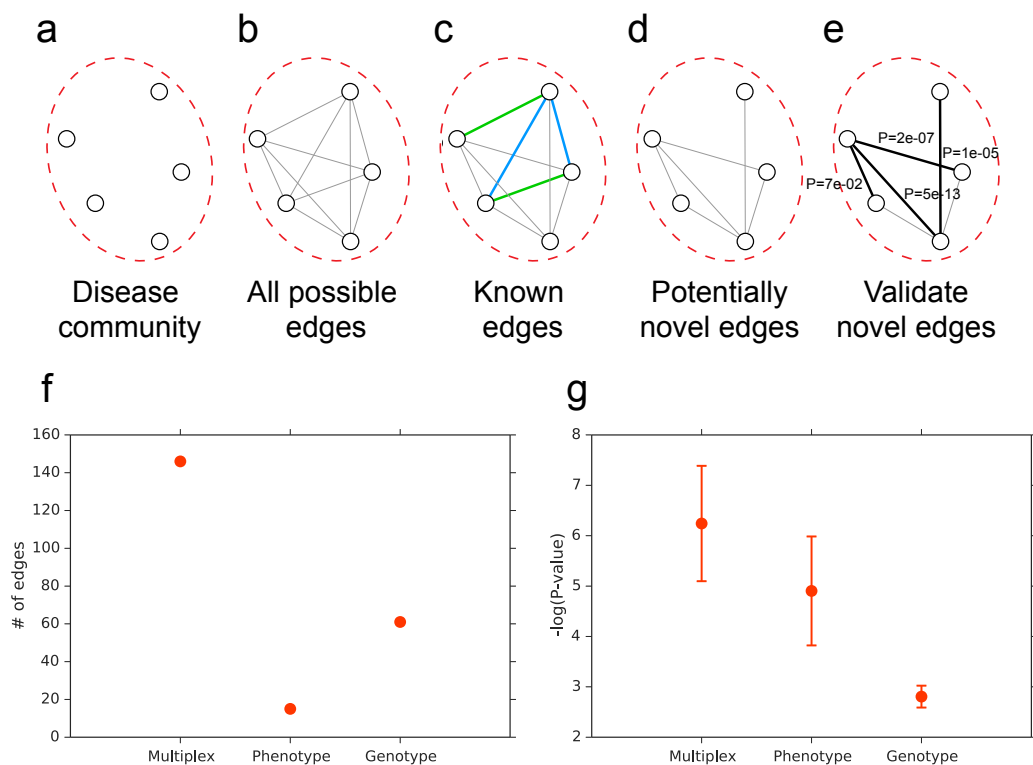 a
b
c
d
e
P=2e-07
P=1e-05
P=7e-02
P=5e-13
Disease
community
All possible
edges
Known
edges
Potentially
novel edges
Validate
novel edges
f
160
140
120
100
80
60
40
20
0
# of edges
Multiplex
Phenotype
Genotype
g
8
7
6
5
4
3
2
-log(P-value)
Multiplex
Phenotype
Genotype